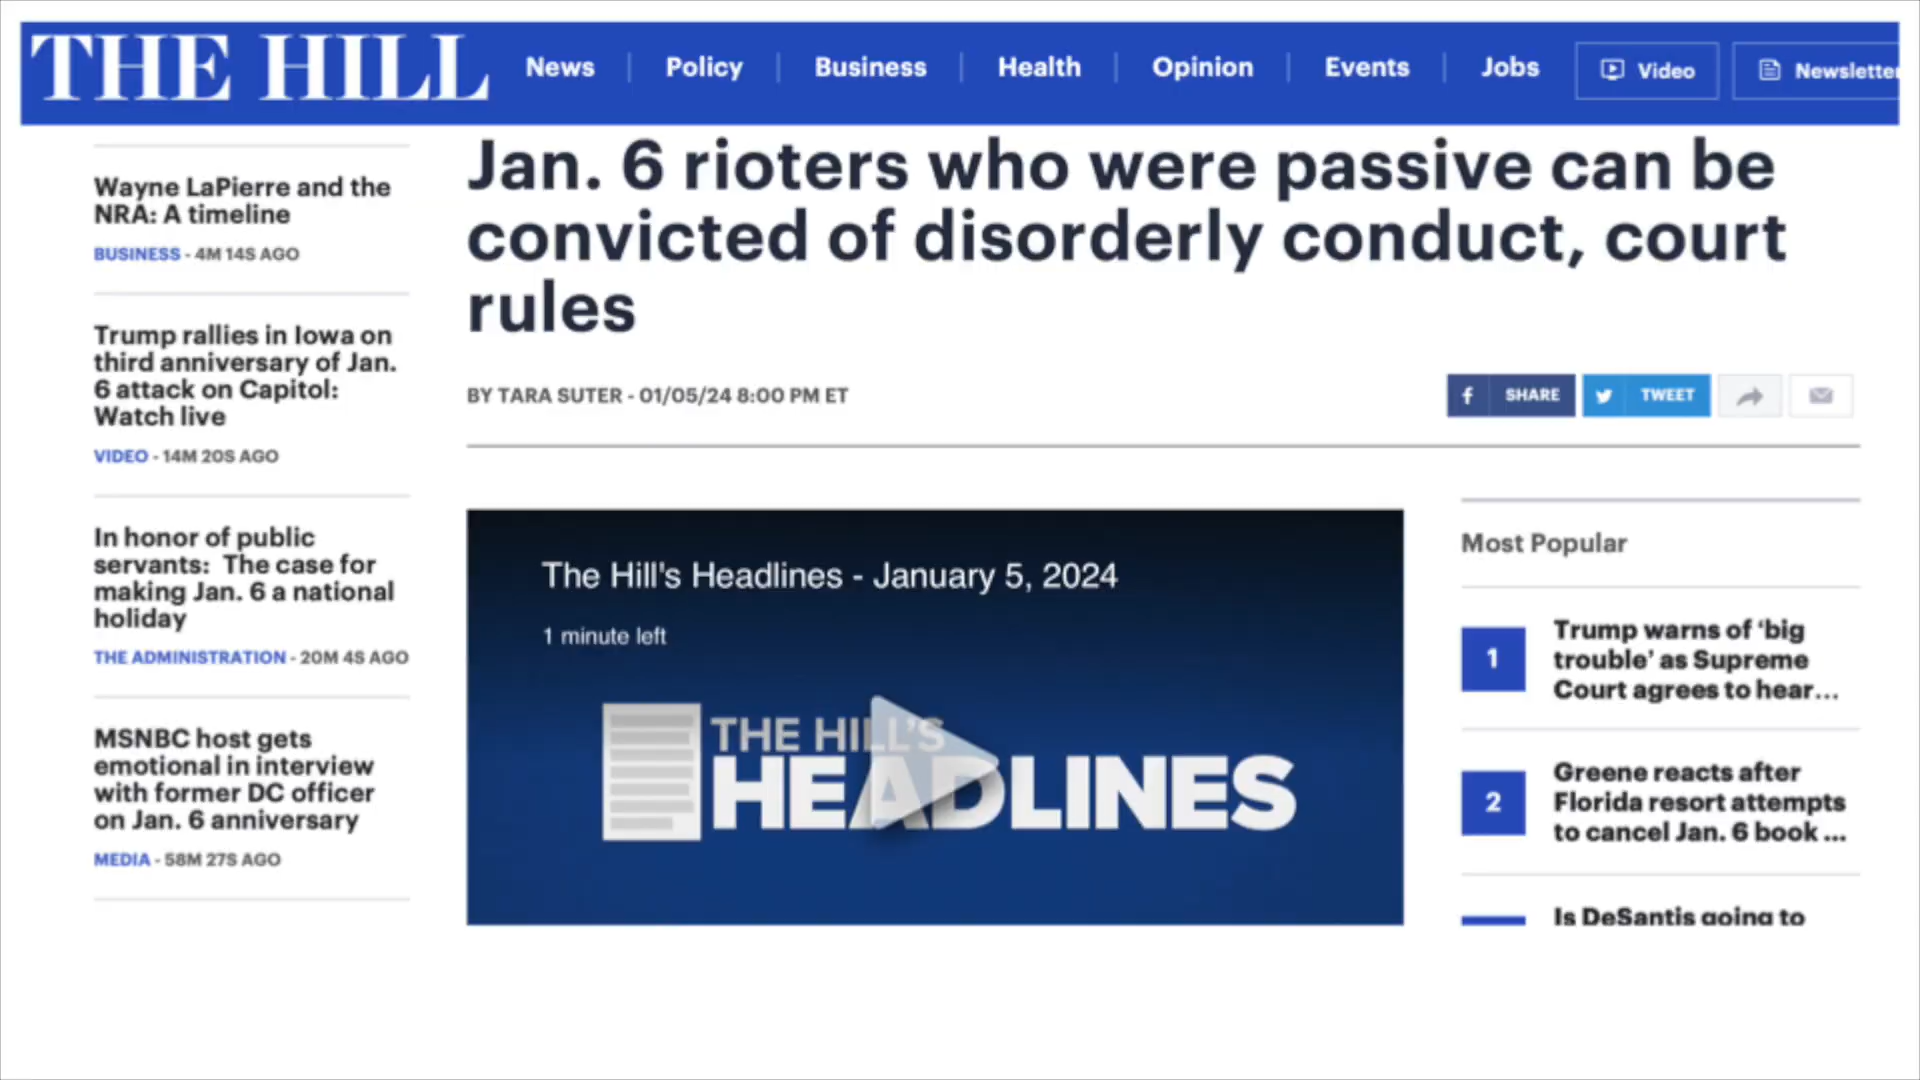 THE HILL
News
Policy
Business
Health
Opinion
Events
Jobs
Video
Wayne LaPierre and the
NRA: A timeline
BUSINESS - 4M 14S AGO
Trump rallies in Iowa on
third anniversary of Jan.
6 attack on Capitol:
Watch live
VIDEO - 14M 20S AGO
In honor of public
servants: The case for
making Jan. 6 a national
holiday
THE ADMINISTRATION - 20M 4S AGO
MSNBC host gets
emotional in interview
with former DC officer
on Jan. 6 anniversary
MEDIA - 58M 27S AGO
Jan. 6 rioters who were passive can be
convicted of disorderly conduct, court
rules
BY TARA SUTER - 01/05/24 8:00 PM ET
SHARE
TWEET
The Hill's Headlines - January 5, 2024
1 minute left
THE HILL'S
HEADLINES
Most Popular
1
Trump warns of ‘big
trouble’ as Supreme
Court agrees to hear...
2
Greene reacts after
Florida resort attempts
to cancel Jan. 6 book ...
Is DeSantis going to